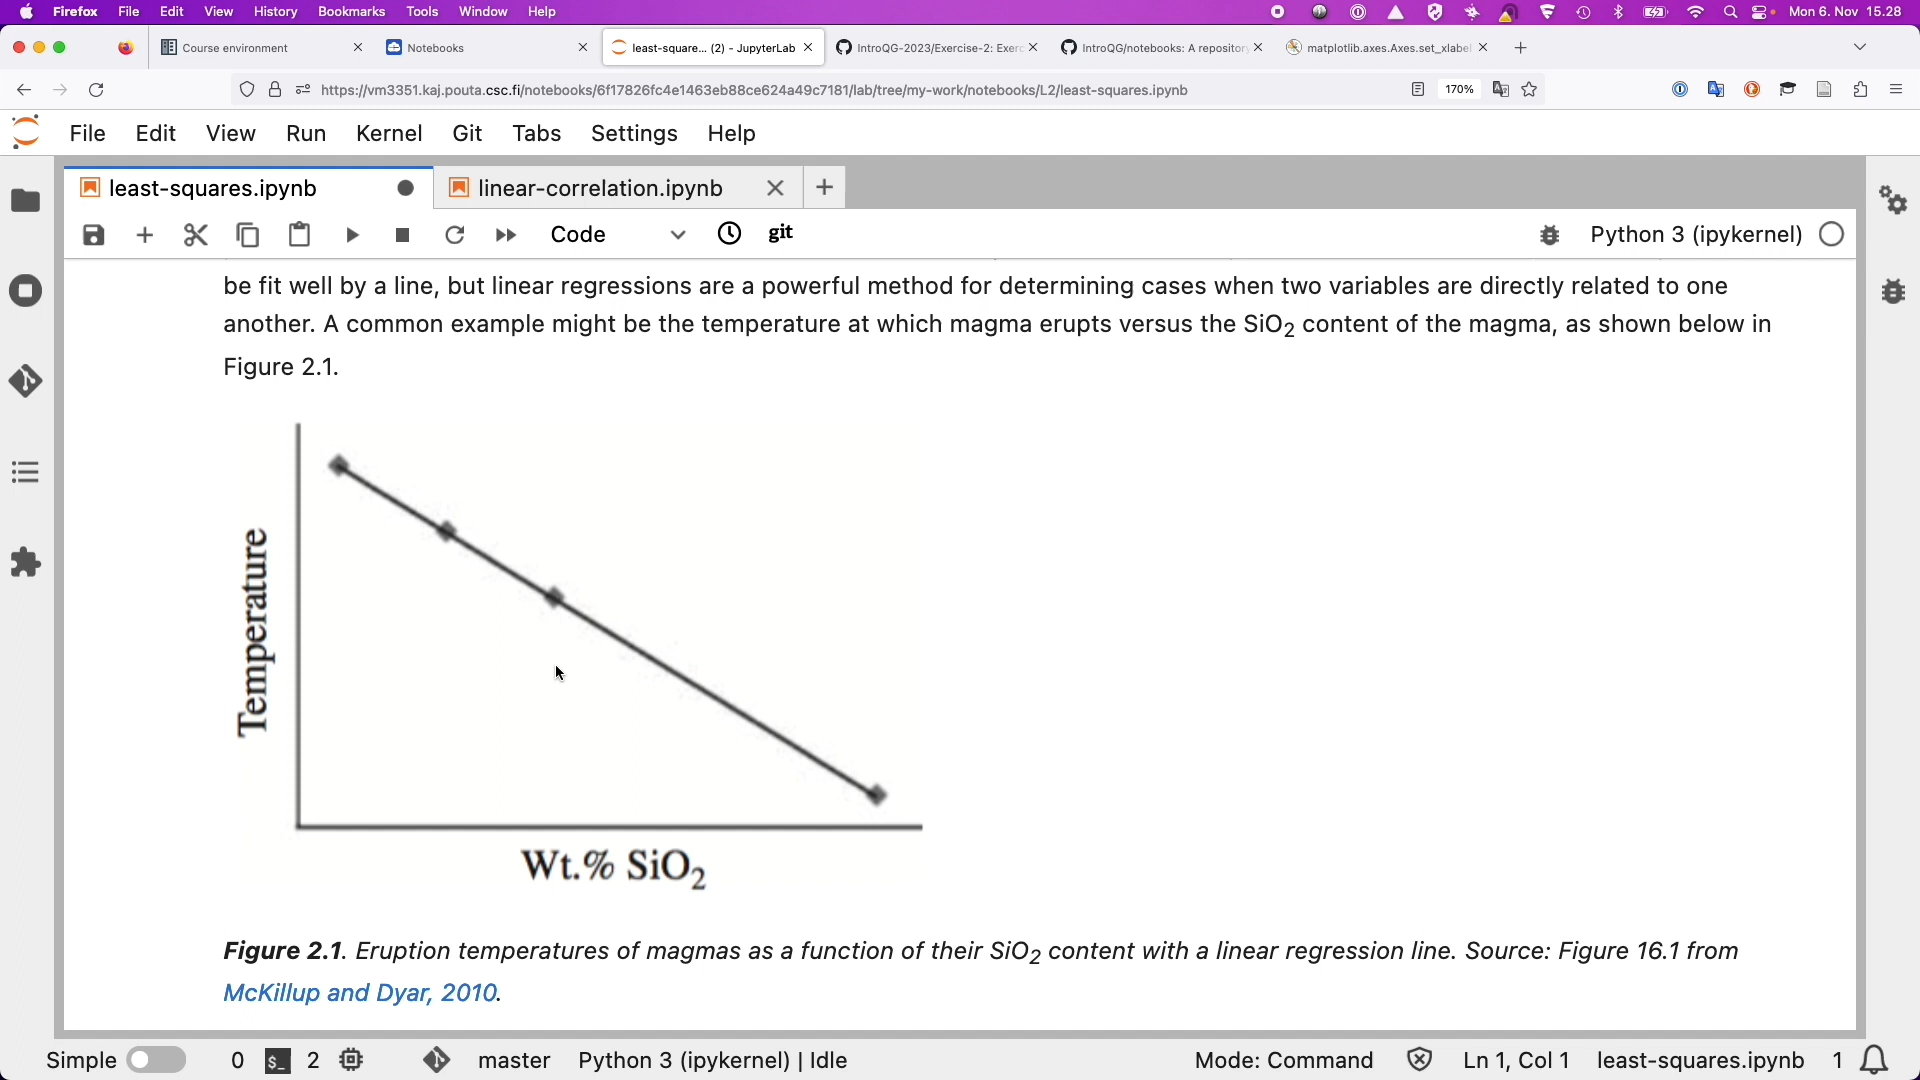 Firefox File Edit View History Bookmarks Tools Window Help Mon 6. Nov 15.28
Course environment Notebooks least-square... (2) - JupyterLab IntroQG-2023/Exercise-2: Exerc IntroQG/notebooks: A repository matplotlib.axes.Axes.set_xlabel
https://vm3351.kaj.pouta.csc.fi/notebooks/6f17826fc4e1463eb88ce624a49c7181/lab/tree/my-work/notebooks/L2/least-squares.ipynb 170%
File Edit View Run Kernel Git Tabs Settings Help
least-squares.ipynb linear-correlation.ipynb
Code git Python 3 (ipykernel)
be fit well by a line, but linear regressions are a powerful method for determining cases when two variables are directly related to one
another. A common example might be the temperature at which magma erupts versus the SiO2 content of the magma, as shown below in
Figure 2.1.
Temperature
Wt.% SiO2
Figure 2.1. Eruption temperatures of magmas as a function of their SiO2 content with a linear regression line. Source: Figure 16.1 from
McKillup and Dyar, 2010.
Simple 0 $_ 2 master Python 3 (ipykernel) | Idle Mode: Command Ln 1, Col 1 least-squares.ipynb 1